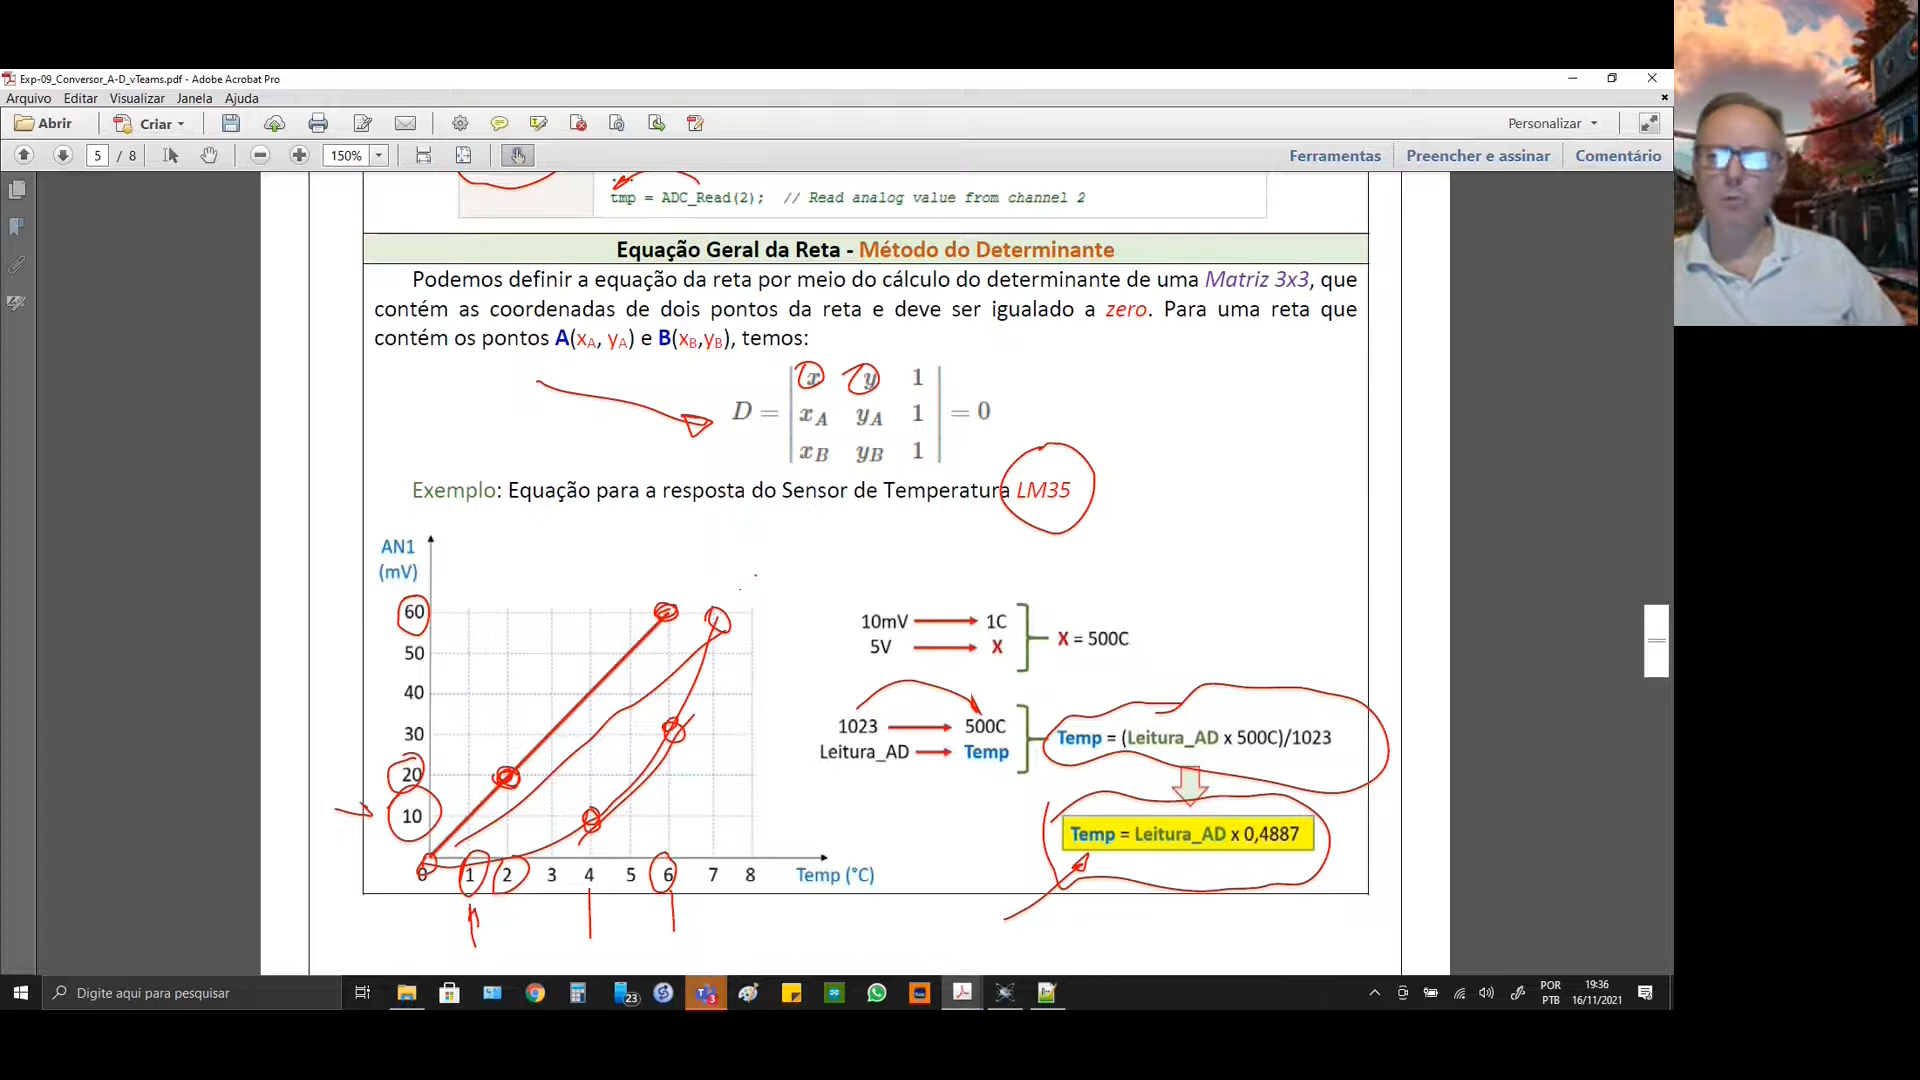 Exp-09_Conversor_A-D_vTeams.pdf - Adobe Acrobat Pro
Arquivo Editar Visualizar Janela Ajuda
Abrir Criar Personalizar
5 / 8 150% Ferramentas Preencher e assinar Comentário
tmp = ADC_Read(2); // Read analog value from channel 2
Equação Geral da Reta - Método do Determinante
Podemos definir a equação da reta por meio do cálculo do determinante de uma Matriz 3x3, que
contém as coordenadas de dois pontos da reta e deve ser igualado a zero. Para uma reta que
contém os pontos A(xA, yA) e B(xB,yB), temos:
x y 1
D = xA yA 1 = 0
xB yB 1
Exemplo: Equação para a resposta do Sensor de Temperatura LM35
AN1
(mV)
60
50
40
30
20
10
0 1 2 3 4 5 6 7 8 Temp (°C)
10mV 1C
5V X
X = 500C
1023 500C
Leitura_AD Temp
Temp = (Leitura_AD x 500C)/1023
Temp = Leitura_AD x 0,4887
Digite aqui para pesquisar
23
3
POR
PTB
19:36
16/11/2021